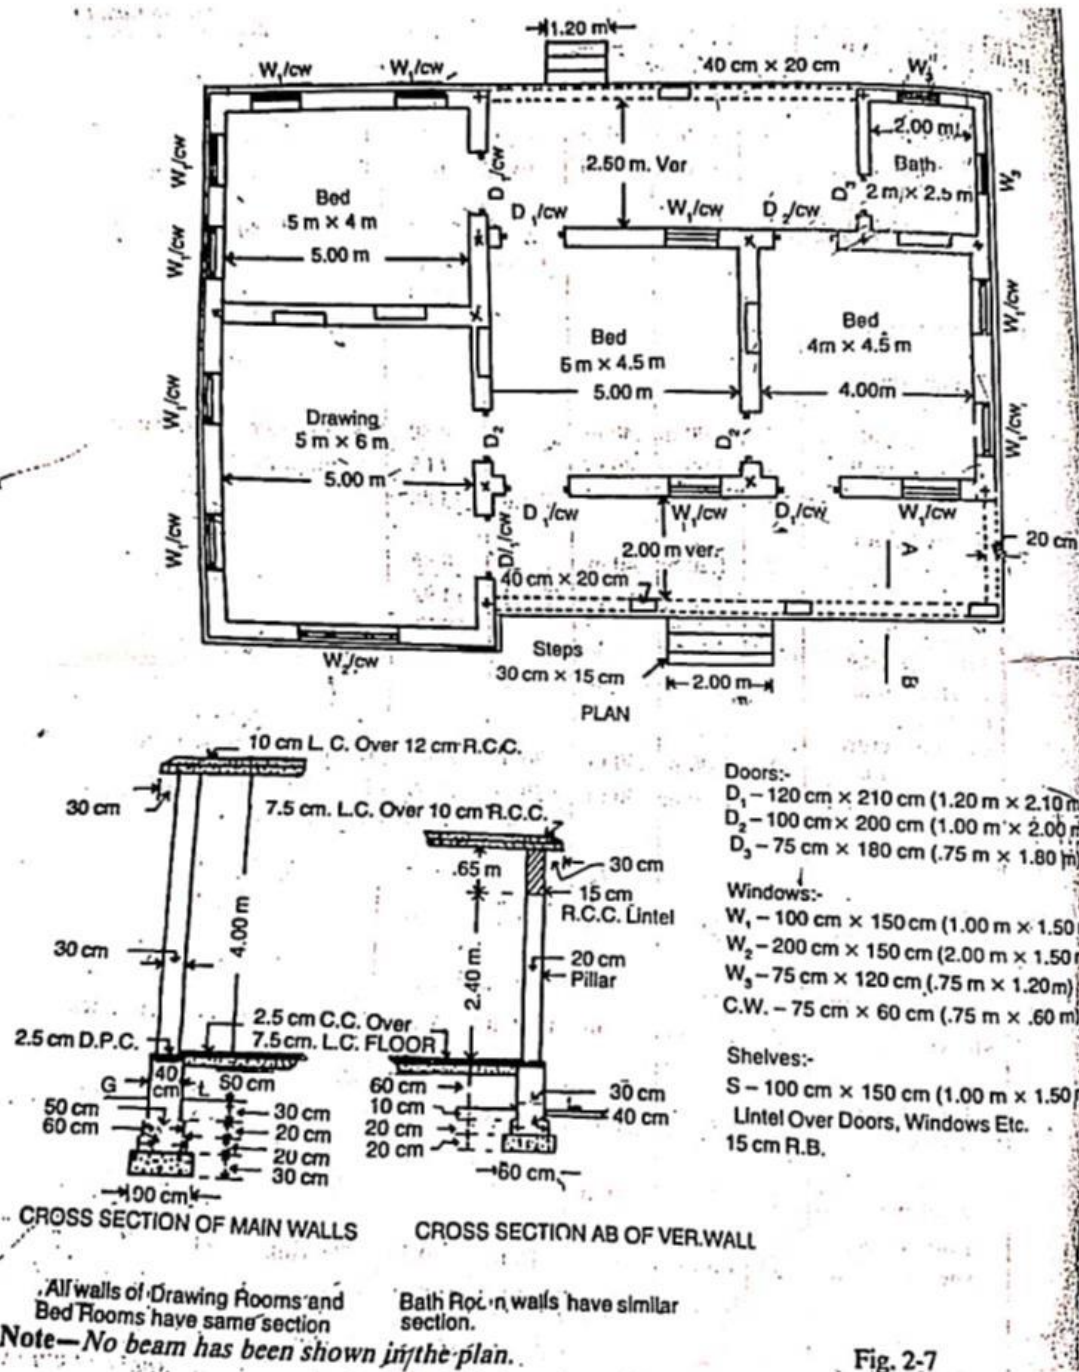 1.20 m
W₁/cw
W₁/cw
40 cm × 20 cm
W₃
W₁/cw
2.00 m
2.50 m. Ver
D₁/cw
Bath
2 m × 2.5 m
W₃
D₃
Bed
5 m × 4 m
D₁/cw
W₁/cw
D₂/cw
W₁/cw
5.00 m
W₁/cw
Bed
5 m × 4.5 m
5.00 m
Bed
4m × 4.5 m
4.00m
W₁/cw
Drawing
5 m × 6 m
D₂
D₂
W₁/cw
5.00 m
D₁/cw
W₁/cw
D₁/cw
W₁/cw
W₁/cw
D/₁/cw
2.00 m ver.
A
20 cm
40 cm × 20 cm
W₂/cw
Steps
30 cm × 15 cm
2.00 m
B
PLAN
10 cm L. C. Over 12 cm R.C.C.
30 cm
7.5 cm. L.C. Over 10 cm R.C.C.
.65 m
30 cm
15 cm
R.C.C. Lintel
4.00 m
30 cm
2.40 m.
20 cm
Pillar
2.5 cm D.P.C.
2.5 cm C.C. Over
7.5 cm. L.C. FLOOR
40
cm
G
L
50 cm
50 cm
30 cm
60 cm
20 cm
20 cm
30 cm
90 cm
60 cm
30 cm
10 cm
40 cm
20 cm
20 cm
60 cm
Doors:-
D₁ – 120 cm × 210 cm (1.20 m × 2.10 m
D₂ – 100 cm × 200 cm (1.00 m × 2.00 m
D₃ – 75 cm × 180 cm (.75 m × 1.80 m)
Windows:-
W₁ – 100 cm × 150 cm (1.00 m × 1.50
W₂ – 200 cm × 150 cm (2.00 m × 1.50
W₃ – 75 cm × 120 cm (.75 m × 1.20m)
C.W. – 75 cm × 60 cm (.75 m × .60 m
Shelves:-
S – 100 cm × 150 cm (1.00 m × 1.50
Lintel Over Doors, Windows Etc.
15 cm R.B.
CROSS SECTION OF MAIN WALLS
CROSS SECTION AB OF VER.WALL
All walls of Drawing Rooms and
Bed Rooms have same section
Bath Room walls have similar
section.
Note—No beam has been shown in the plan.
Fig. 2-7